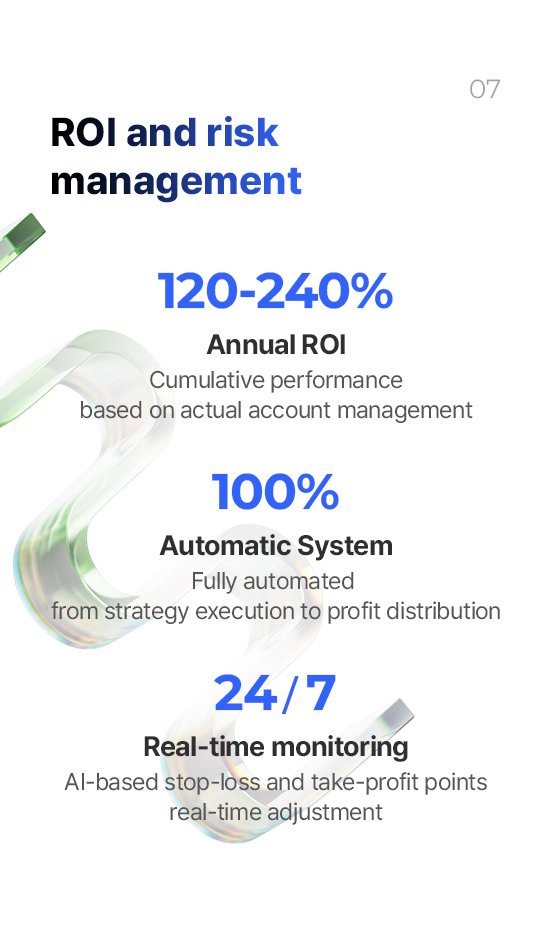 07
ROI and risk
management
120-240%
Annual ROI
Cumulative performance
based on actual account management
100%
Automatic System
Fully automated
from strategy execution to profit distribution
24/7
Real-time monitoring
AI-based stop-loss and take-profit points
real-time adjustment